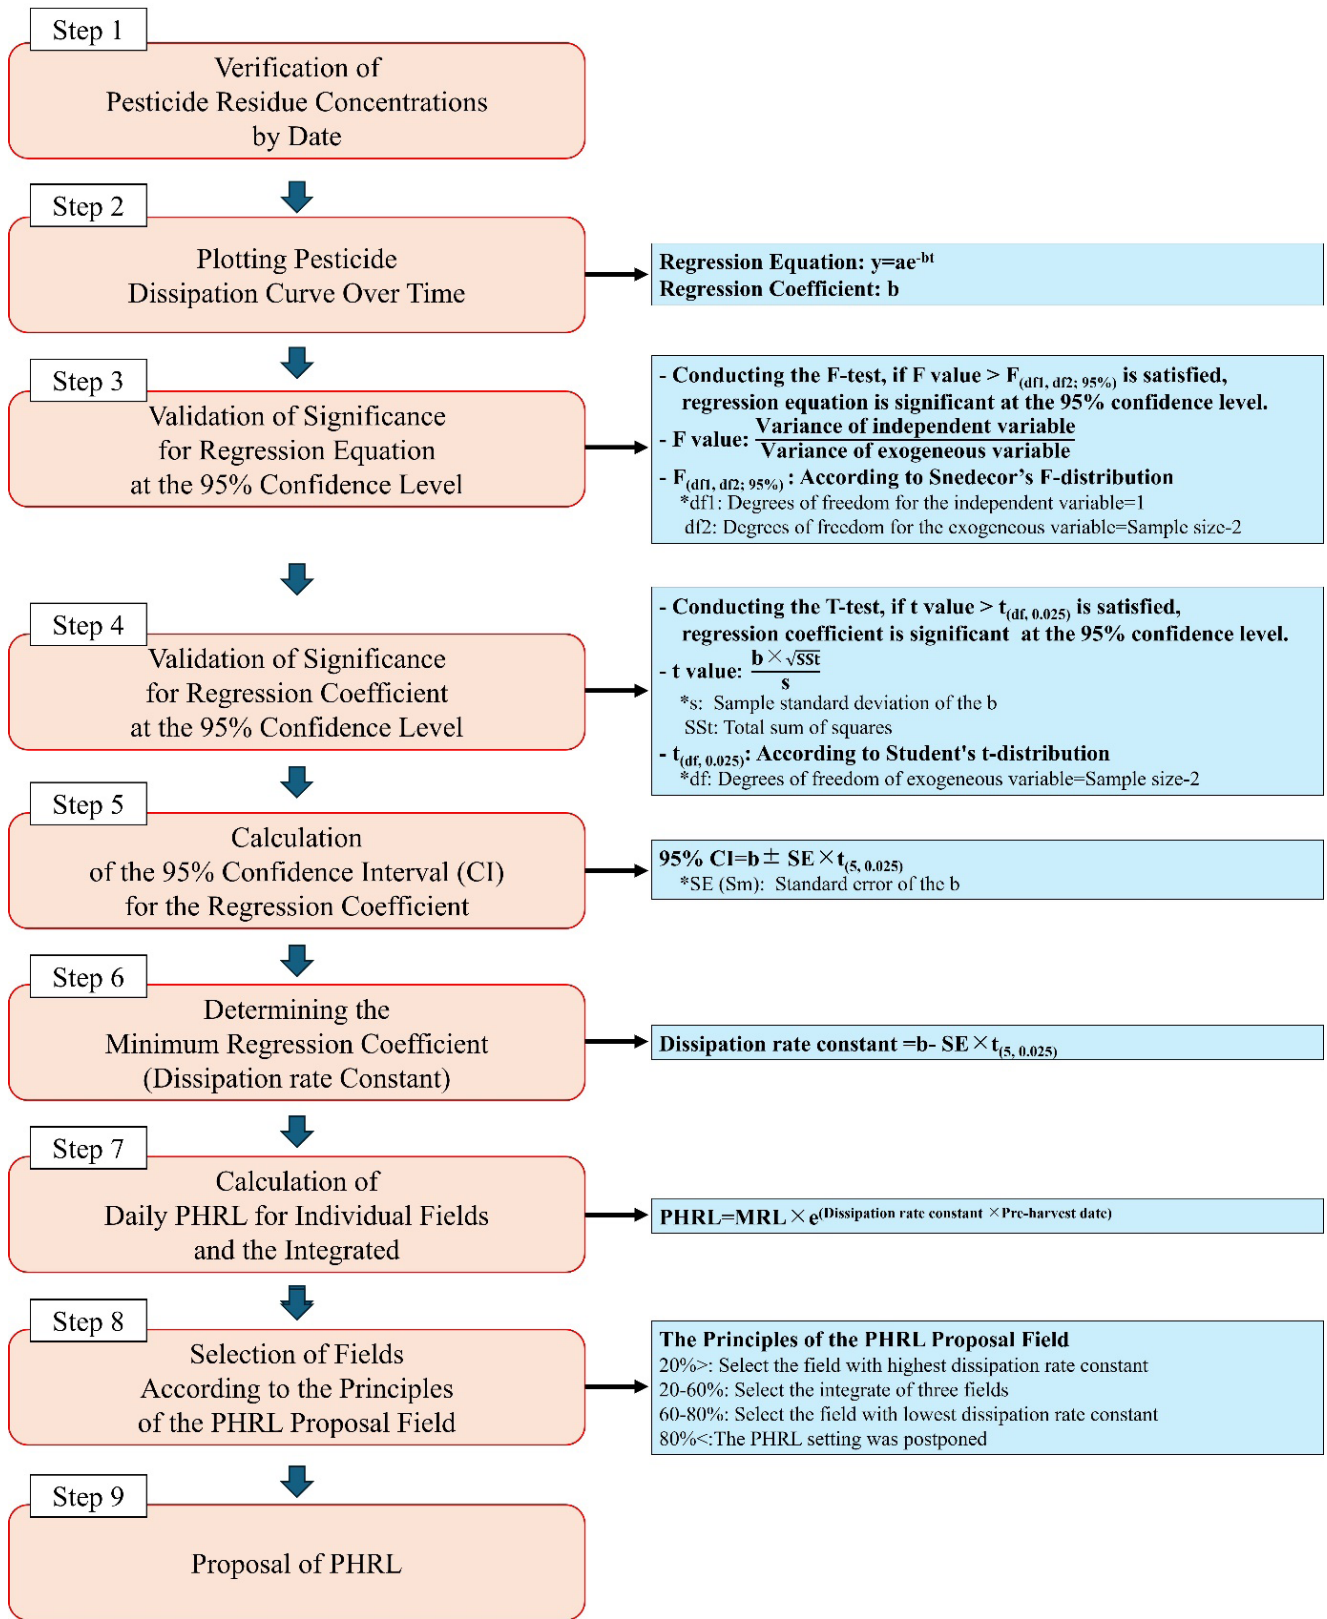 Step 1
Verification of
Pesticide Residue Concentrations
by Date
Step 2
Plotting Pesticide
Dissipation Curve Over Time
Regression Equation: y=ae^-bt
Regression Coefficient: b
Step 3
Validation of Significance
for Regression Equation
at the 95% Confidence Level
- Conducting the F-test, if F value > F(df1, df2; 95%) is satisfied,
regression equation is significant at the 95% confidence level.
- F value: Variance of independent variable
Variance of exogeneous variable
- F(df1, df2; 95%) : According to Snedecor's F-distribution
*df1: Degrees of freedom for the independent variable=1
df2: Degrees of freedom for the exogeneous variable=Sample size-2
Step 4
Validation of Significance
for Regression Coefficient
at the 95% Confidence Level
- Conducting the T-test, if t value > t(df, 0.025) is satisfied,
regression coefficient is significant at the 95% confidence level.
- t value: b×√SSt
s
*s: Sample standard deviation of the b
SSt: Total sum of squares
- t(df, 0.025): According to Student's t-distribution
*df: Degrees of freedom of exogeneous variable=Sample size-2
Step 5
Calculation
of the 95% Confidence Interval (CI)
for the Regression Coefficient
95% CI=b ± SE×t(5, 0.025)
*SE (Sm): Standard error of the b
Step 6
Determining the
Minimum Regression Coefficient
(Dissipation rate Constant)
Dissipation rate constant =b- SE×t(5, 0.025)
Step 7
Calculation of
Daily PHRL for Individual Fields
and the Integrated
PHRL=MRL×e^(Dissipation rate constant ×Pre-harvest date)
Step 8
Selection of Fields
According to the Principles
of the PHRL Proposal Field
The Principles of the PHRL Proposal Field
20%>: Select the field with highest dissipation rate constant
20-60%: Select the integrate of three fields
60-80%: Select the field with lowest dissipation rate constant
80%<:The PHRL setting was postponed
Step 9
Proposal of PHRL